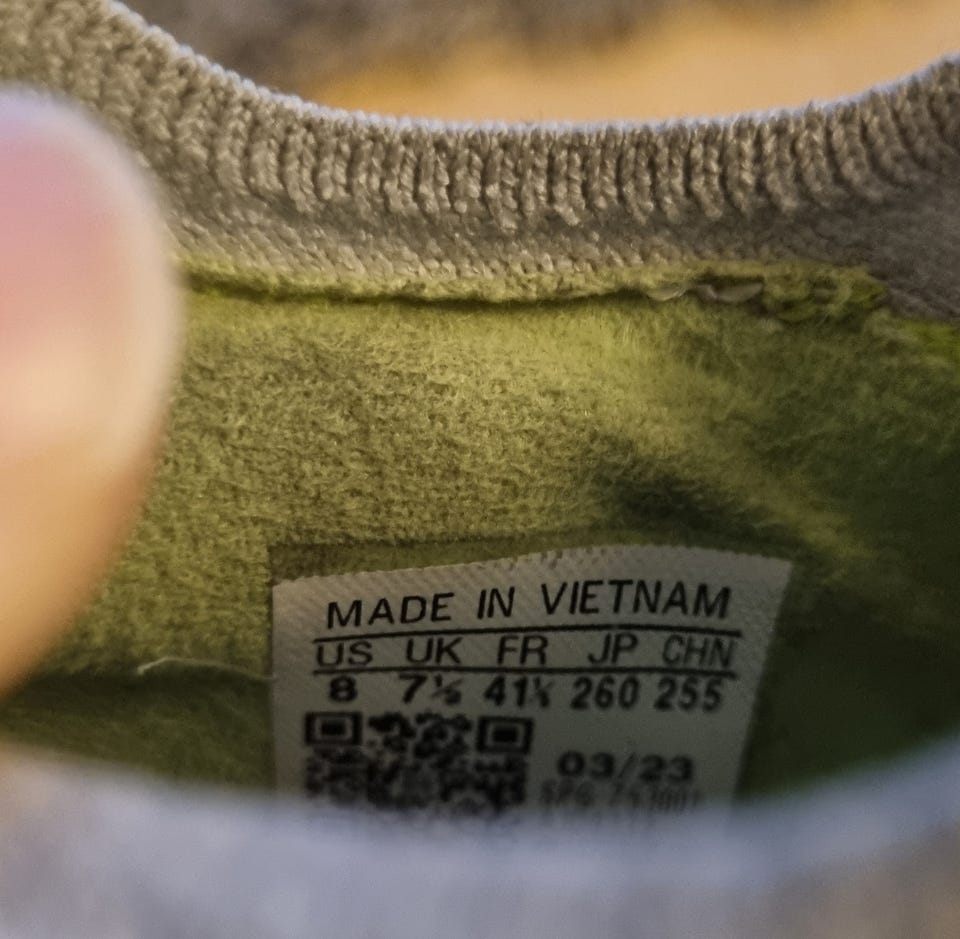 MADE IN VIETNAM
US UK FR JP CHN
8 7½ 41⅓ 260 255
03/23